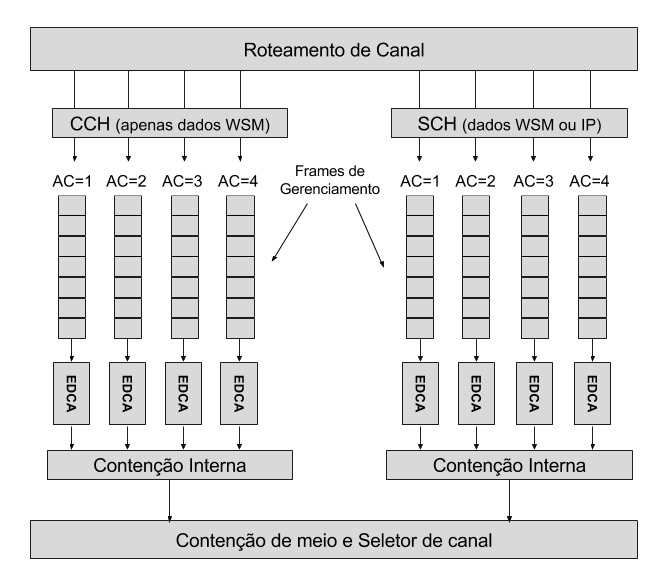 Roteamento de Canal
CCH (apenas dados WSM)
SCH (dados WSM ou IP)
AC=1 AC=2 AC=3 AC=4
Frames de
Gerenciamento
AC=1 AC=2 AC=3 AC=4
EDCA EDCA EDCA EDCA
EDCA EDCA EDCA EDCA
Contenção Interna
Contenção Interna
Contenção de meio e Seletor de canal